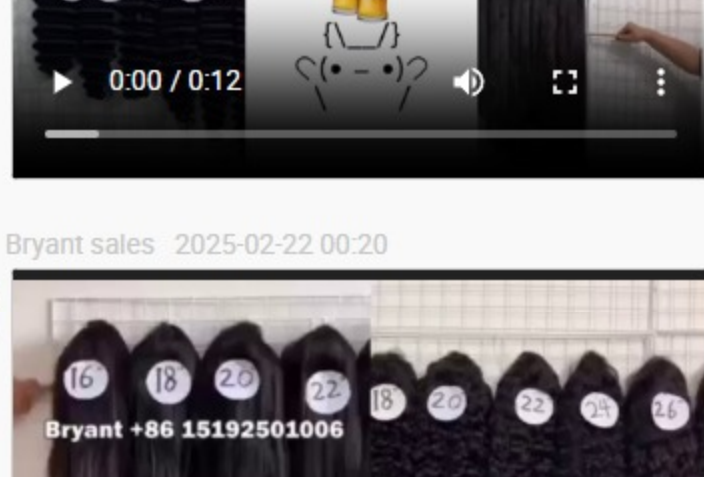 {\__/}
(• – •)
0:00 / 0:12
Bryant sales 2025-02-22 00:20
16" 18" 20" 22" 18" 20" 22" 24" 26"
Bryant +86 15192501006